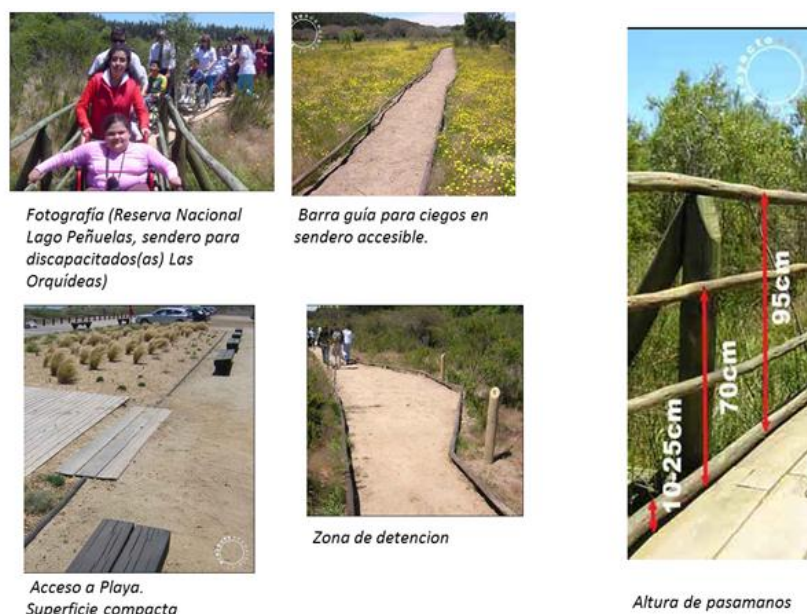 Fotografía (Reserva Nacional
Lago Peñuelas, sendero para
discapacitados(as) Las
Orquídeas)
Barra guía para ciegos en
sendero accesible.
Acceso a Playa.
Superficie compacta
Zona de detencion
95cm
70cm
10-25cm
Altura de pasamanos